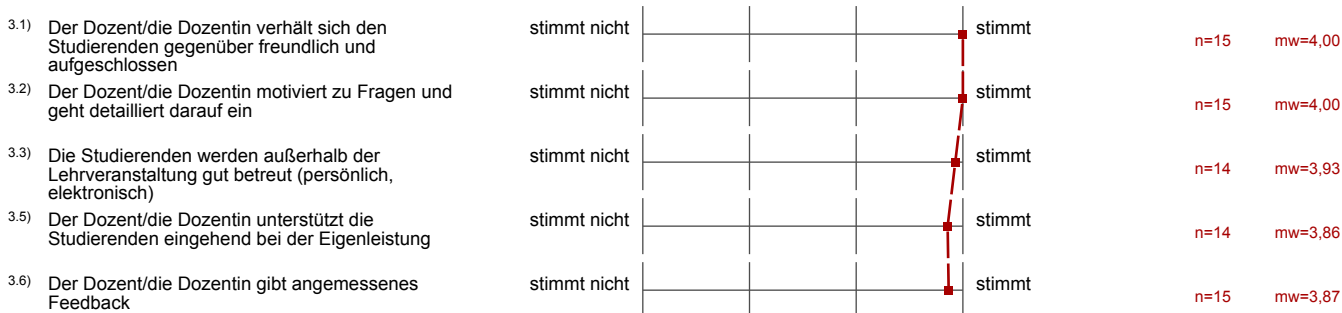 3.1) Der Dozent/die Dozentin verhält sich den stimmt nicht stimmt
Studierenden gegenüber freundlich und n=15 mw=4,00
aufgeschlossen
3.2) Der Dozent/die Dozentin motiviert zu Fragen und stimmt nicht stimmt
geht detailliert darauf ein n=15 mw=4,00
3.3) Die Studierenden werden außerhalb der stimmt nicht stimmt
Lehrveranstaltung gut betreut (persönlich, n=14 mw=3,93
elektronisch)
3.5) Der Dozent/die Dozentin unterstützt die stimmt nicht stimmt
Studierenden eingehend bei der Eigenleistung n=14 mw=3,86
3.6) Der Dozent/die Dozentin gibt angemessenes stimmt nicht stimmt
Feedback n=15 mw=3,87